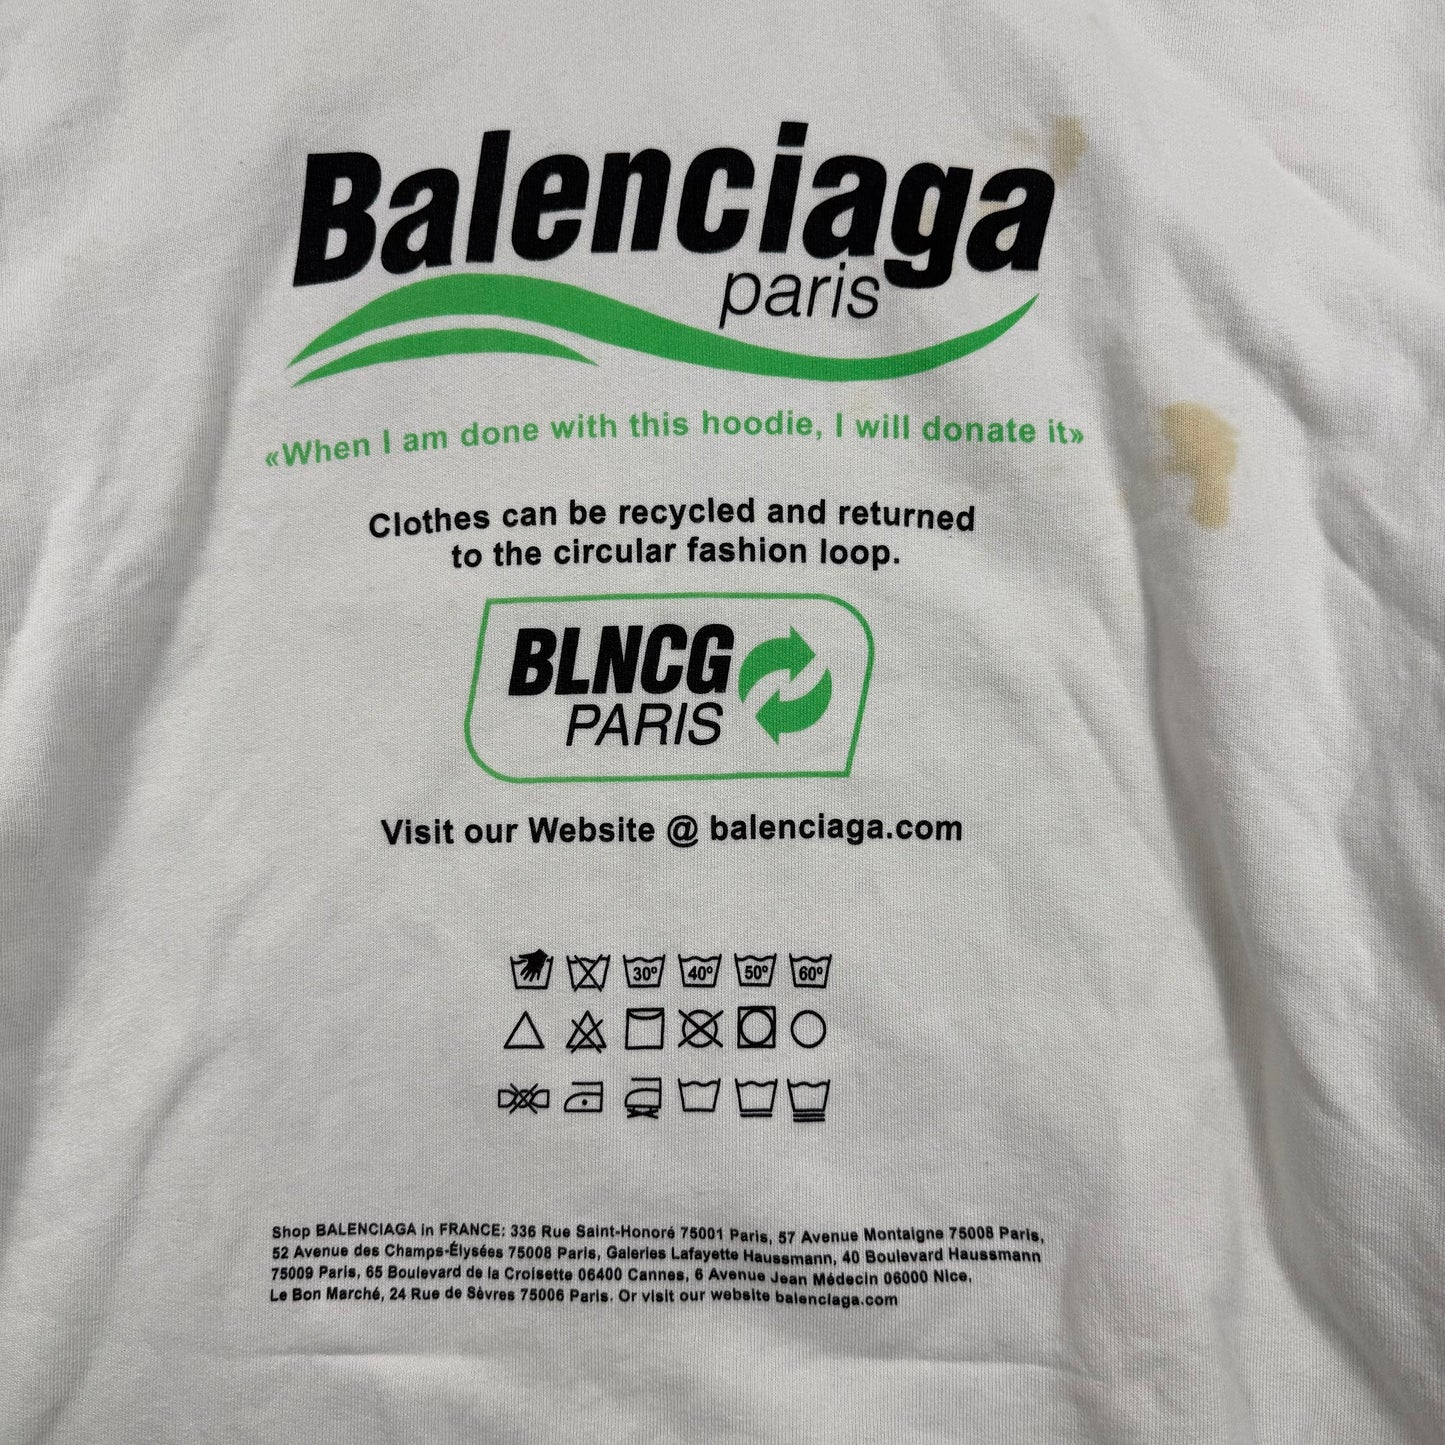 Balenciaga
paris
«When I am done with this hoodie, I will donate it»
Clothes can be recycled and returned
to the circular fashion loop.
BLNCG
PARIS
Visit our Website @ balenciaga.com
30º 40º 50º 60º
Shop BALENCIAGA in FRANCE: 336 Rue Saint-Honoré 75001 Paris, 57 Avenue Montaigne 75008 Paris,
52 Avenue des Champs-Élysées 75008 Paris, Galeries Lafayette Haussmann, 40 Boulevard Haussmann
75009 Paris, 65 Boulevard de la Croisette 06400 Cannes, 6 Avenue Jean Médecin 06000 Nice,
Le Bon Marché, 24 Rue de Sèvres 75006 Paris. Or visit our website balenciaga.com